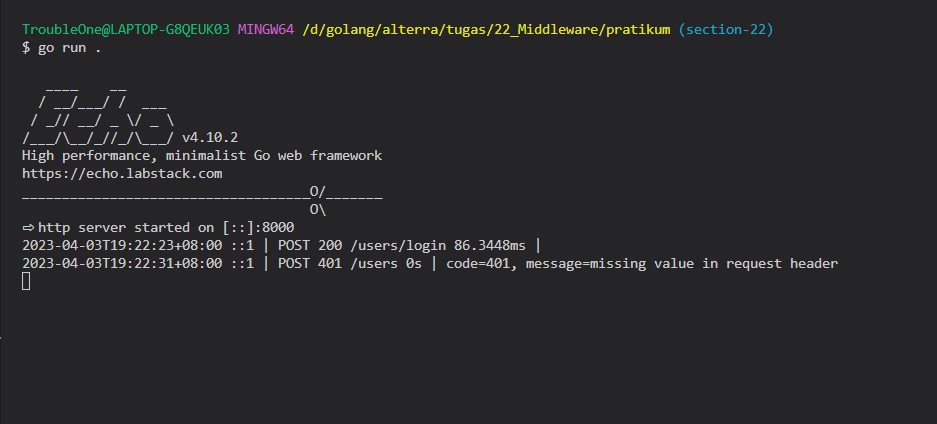 TroubleOne@LAPTOP-G8QEUK03 MINGW64 /d/golang/alterra/tugas/22_Middleware/pratikum (section-22)
$ go run .
   ____    __
  / __/___/ /  ___
 / _// __/ _ \/ _ \
/___/\__/_//_/\___/ v4.10.2
High performance, minimalist Go web framework
https://echo.labstack.com
____________________________________O/_______
                                    O\
⇨ http server started on [::]:8000
2023-04-03T19:22:23+08:00 ::1 | POST 200 /users/login 86.3448ms |
2023-04-03T19:22:31+08:00 ::1 | POST 401 /users 0s | code=401, message=missing value in request header